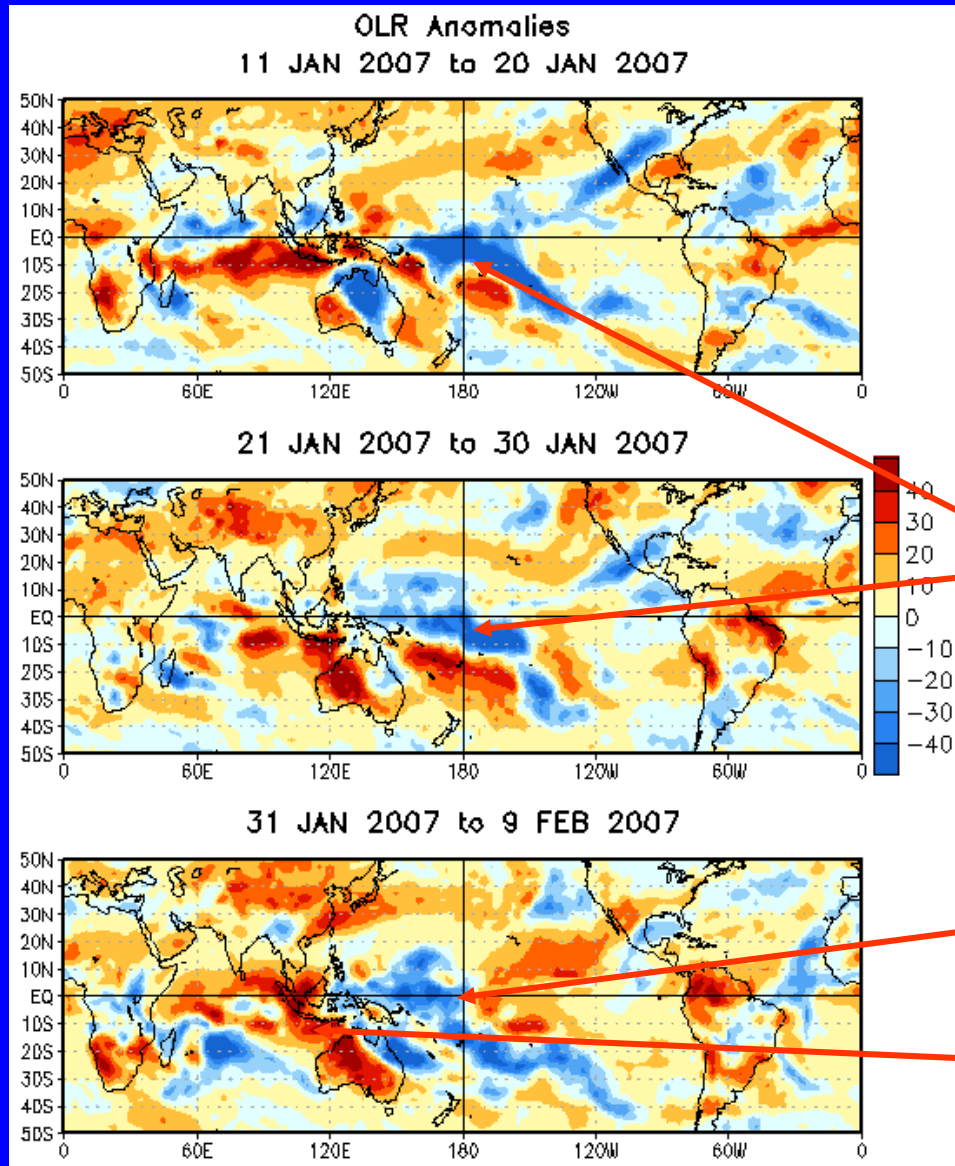 OLR Anomalies
11 JAN 2007 to 20 JAN 2007
50N
40N
30N
20N
10N
EQ
10S
20S
30S
40S
50S
0 60E 120E 180 120W 60W 0
21 JAN 2007 to 30 JAN 2007
50N
40N
30N
20N
10N
EQ
10S
20S
30S
40S
50S
0 60E 120E 180 120W 60W 0
40
30
20
10
0
-10
-20
-30
-40
31 JAN 2007 to 9 FEB 2007
50N
40N
30N
20N
10N
EQ
10S
20S
30S
40S
50S
0 60E 120E 180 120W 60W 0